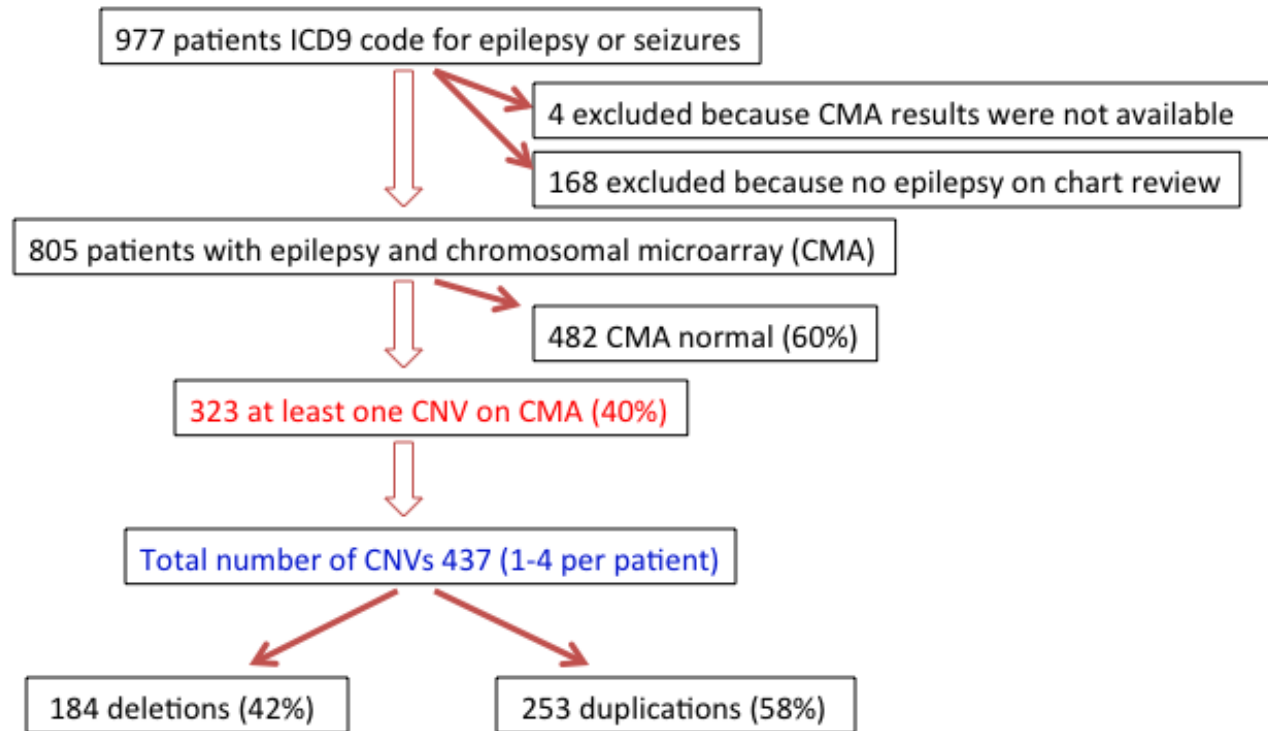 977 patients ICD9 code for epilepsy or seizures
4 excluded because CMA results were not available
168 excluded because no epilepsy on chart review
805 patients with epilepsy and chromosomal microarray (CMA)
482 CMA normal (60%)
323 at least one CNV on CMA (40%)
Total number of CNVs 437 (1-4 per patient)
184 deletions (42%)
253 duplications (58%)